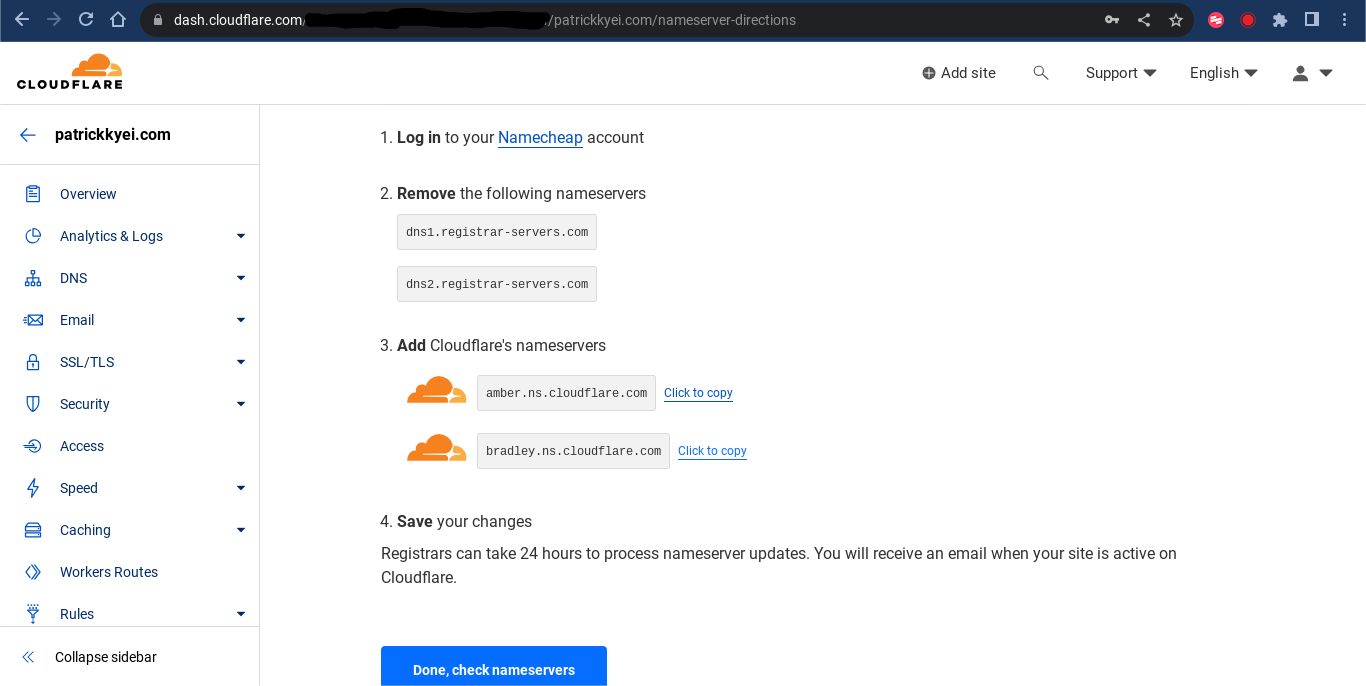 dash.cloudflare.com/patrickkyei.com/nameserver-directions
CLOUDFLARE
Add site
Support
English
patrickkyei.com
Overview
Analytics & Logs
DNS
Email
SSL/TLS
Security
Access
Speed
Caching
Workers Routes
Rules
Collapse sidebar
1. Log in to your Namecheap account
2. Remove the following nameservers
dns1.registrar-servers.com
dns2.registrar-servers.com
3. Add Cloudflare's nameservers
amber.ns.cloudflare.com Click to copy
bradley.ns.cloudflare.com Click to copy
4. Save your changes
Registrars can take 24 hours to process nameserver updates. You will receive an email when your site is active on
Cloudflare.
Done, check nameservers